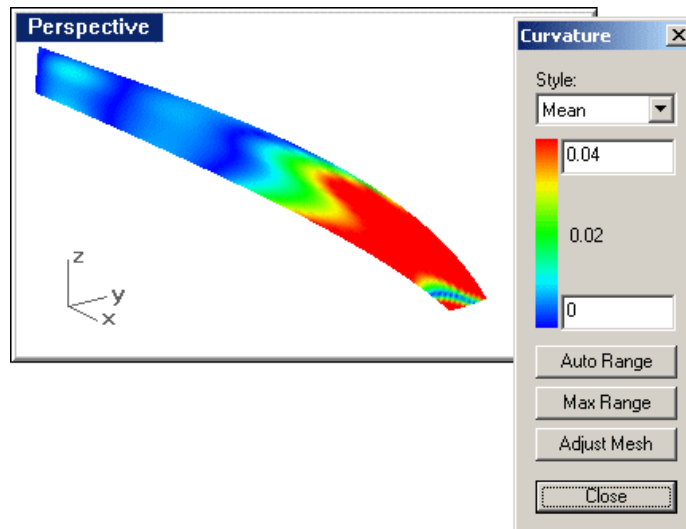 Perspective
z
y
x
Curvature
Style:
Mean
0.04
0.02
0
Auto Range
Max Range
Adjust Mesh
Close